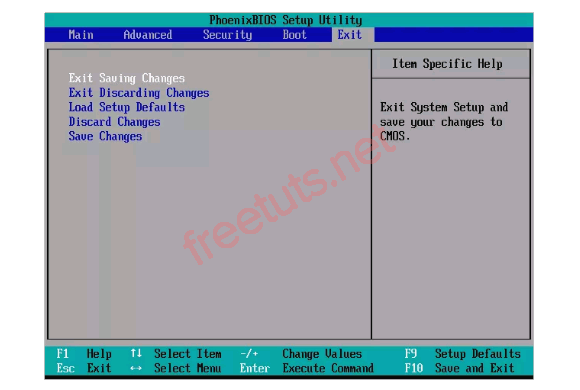 PhoenixBIOS Setup Utility
Main Advanced Security Boot Exit
Item Specific Help
Exit Saving Changes
Exit Discarding Changes
Load Setup Defaults
Discard Changes
Save Changes
Exit System Setup and
save your changes to
CMOS.
freetuts.net
F1 Help ↑↓ Select Item -/+ Change Values F9 Setup Defaults
Esc Exit ↔ Select Menu Enter Execute Command F10 Save and Exit